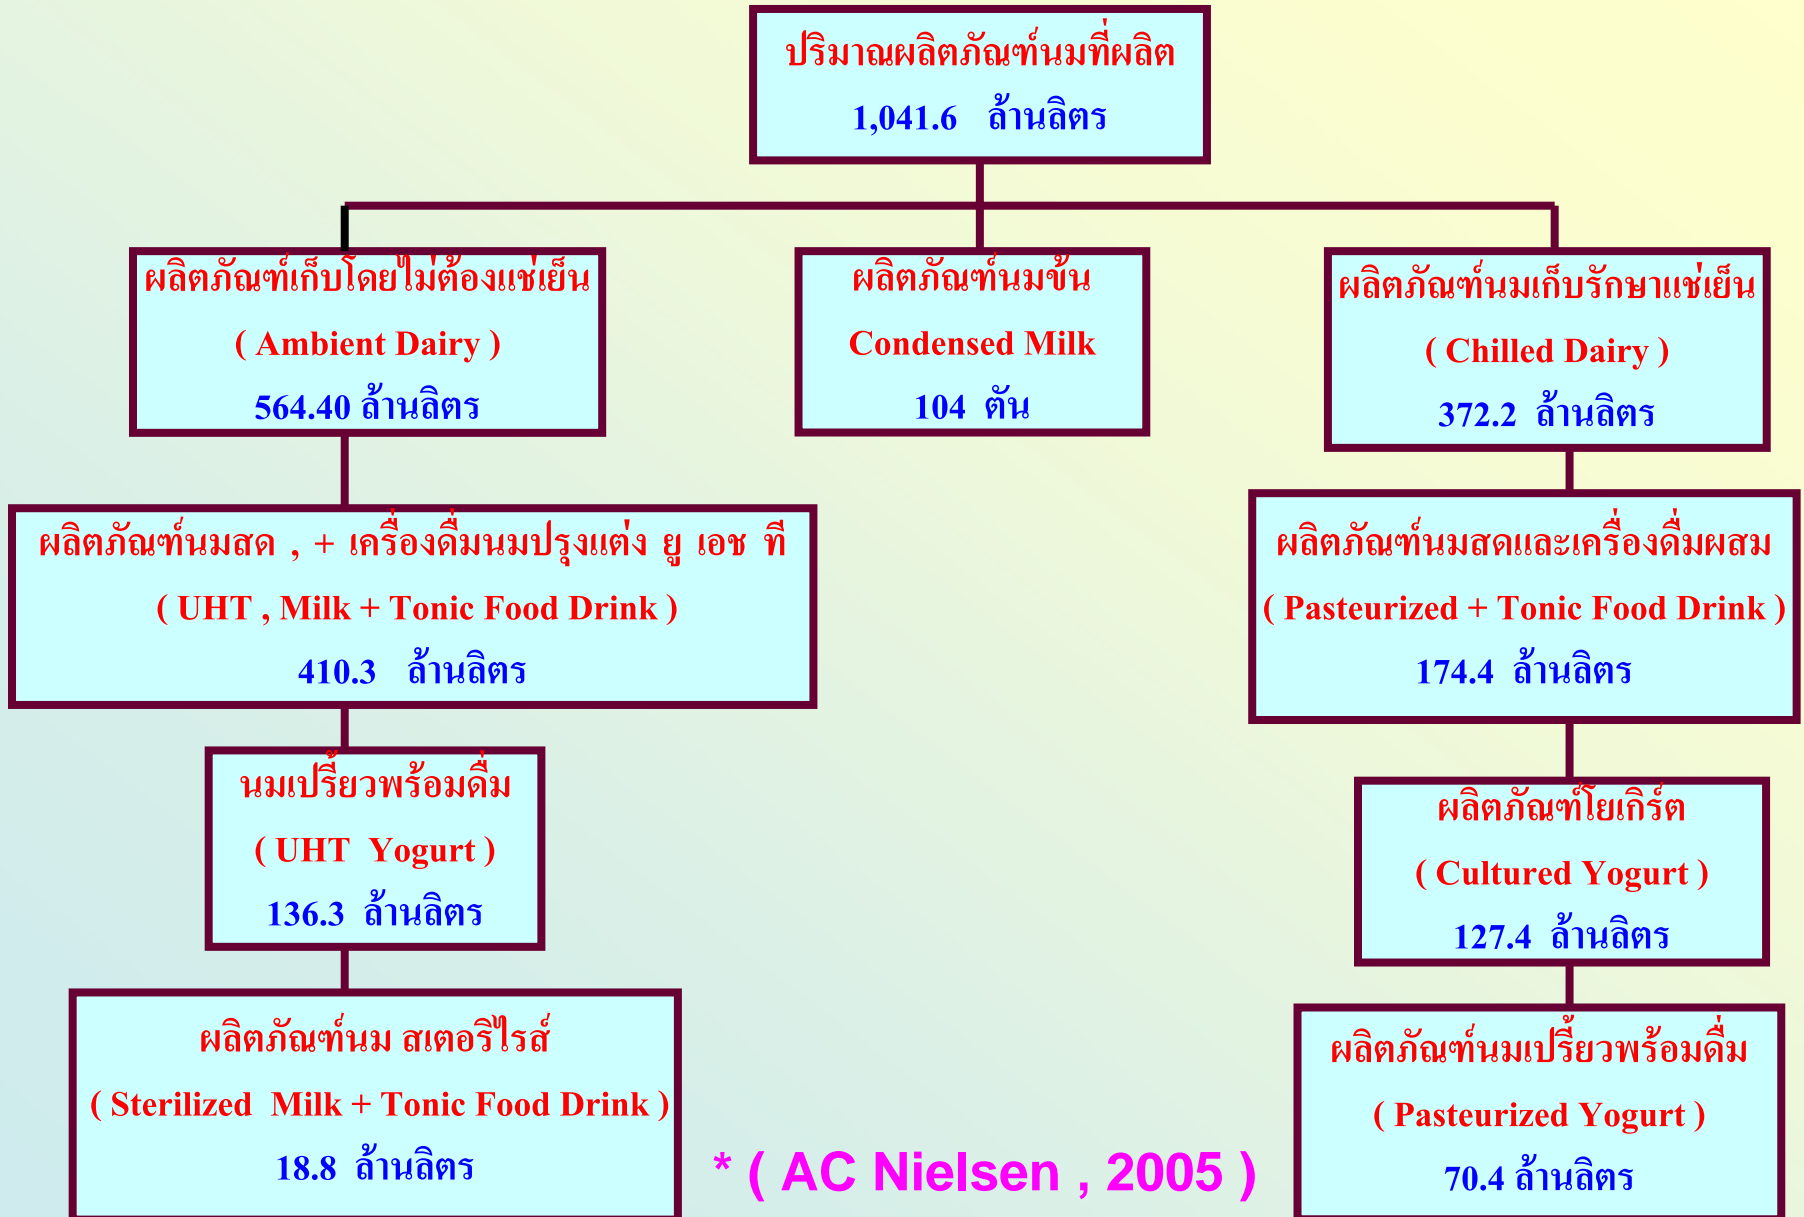 ปริมาณผลิตภัณฑ์นมที่ผลิต
1,041.6 ล้านลิตร
ผลิตภัณฑ์เก็บโดยไม่ต้องแช่เย็น
( Ambient Dairy )
564.40 ล้านลิตร
ผลิตภัณฑ์นมข้น
Condensed Milk
104 ตัน
ผลิตภัณฑ์นมเก็บรักษาแช่เย็น
( Chilled Dairy )
372.2 ล้านลิตร
ผลิตภัณฑ์นมสด , + เครื่องดื่มนมปรุงแต่ง ยู เอช ที
( UHT , Milk + Tonic Food Drink )
410.3 ล้านลิตร
ผลิตภัณฑ์นมสดและเครื่องดื่มผสม
( Pasteurized + Tonic Food Drink )
174.4 ล้านลิตร
นมเปรี้ยวพร้อมดื่ม
( UHT Yogurt )
136.3 ล้านลิตร
ผลิตภัณฑ์โยเกิร์ต
( Cultured Yogurt )
127.4 ล้านลิตร
ผลิตภัณฑ์นม สเตอริไรส์
( Sterilized Milk + Tonic Food Drink )
18.8 ล้านลิตร
ผลิตภัณฑ์นมเปรี้ยวพร้อมดื่ม
( Pasteurized Yogurt )
70.4 ล้านลิตร
* ( AC Nielsen , 2005 )